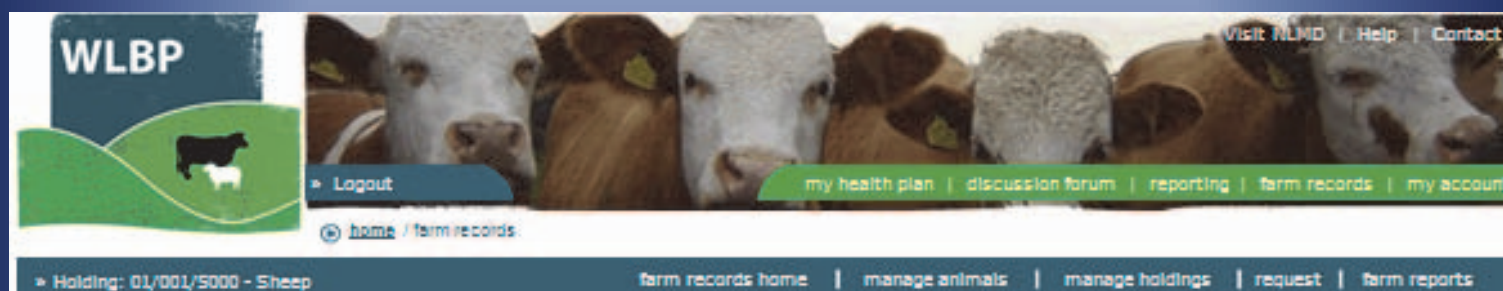 WLBP
Visit NLMD | Help | Contact
» Logout
my health plan | discussion forum | reporting | farm records | my accoun
home / farm records
» Holding: 01/001/5000 - Sheep
farm records home | manage animals | manage holdings | request | farm reports